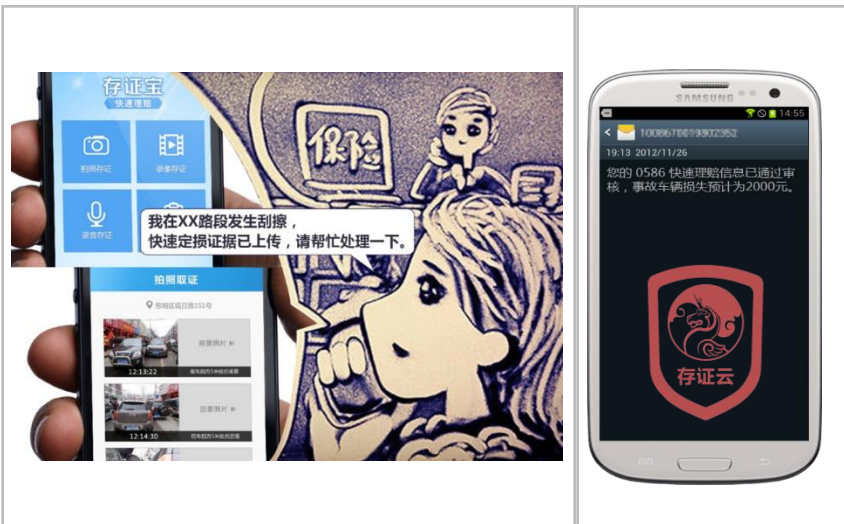 存证宝
快速理赔
拍照存证
录像存证
录音存证
保险
我在XX路段发生刮擦，
快速定损证据已上传，请帮忙处理一下。
拍照取证
前景照片
12:13:22
后景照片
12:14:30
SAMSUNG
14:55
19:13 2012/11/26
您的 0586 快速理赔信息已通过审
核，事故车辆损失预计为2000元。
存证云